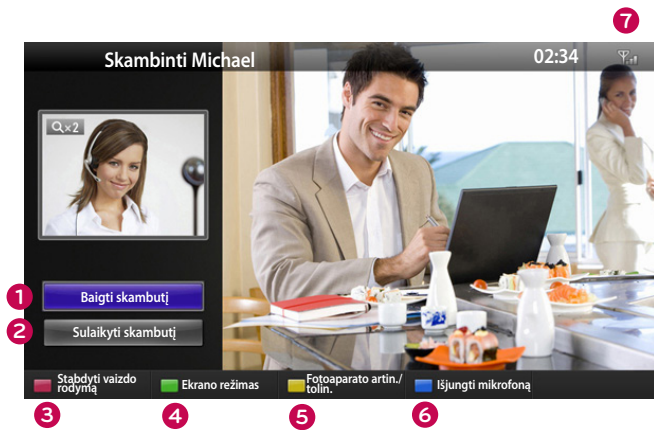 7
Skambinti Michael
02:34
×2
1
Baigti skambutį
2
Sulaikyti skambutį
Stabdyti vaizdo
rodymą
Ekrano režimas
Fotoaparato artin./
tolin.
Išjungti mikrofoną
3
4
5
6